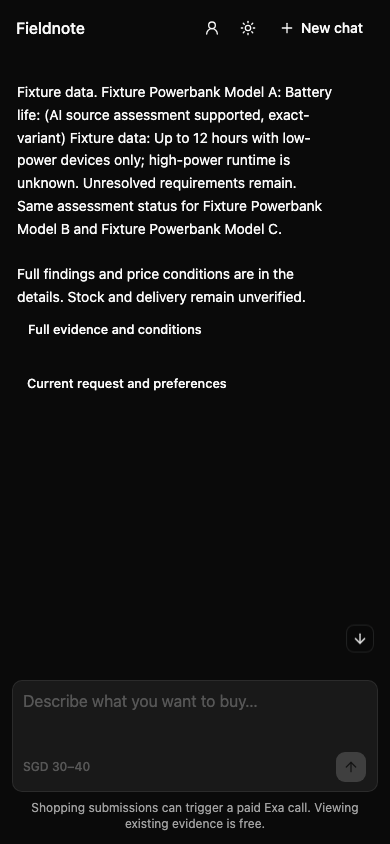 Fieldnote
New chat
Fixture data. Fixture Powerbank Model A: Battery
life: (AI source assessment supported, exact-
variant) Fixture data: Up to 12 hours with low-
power devices only; high-power runtime is
unknown. Unresolved requirements remain.
Same assessment status for Fixture Powerbank
Model B and Fixture Powerbank Model C.
Full findings and price conditions are in the
details. Stock and delivery remain unverified.
Full evidence and conditions
Current request and preferences
Describe what you want to buy...
SGD 30–40
Shopping submissions can trigger a paid Exa call. Viewing
existing evidence is free.